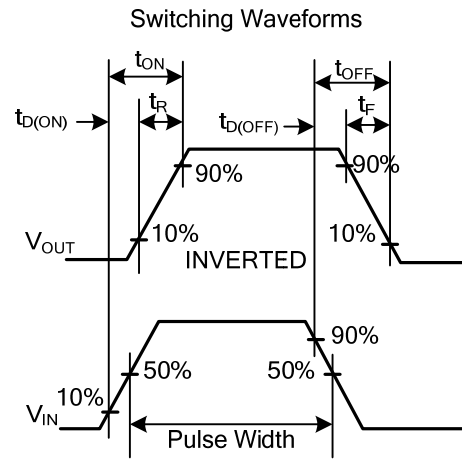 Switching Waveforms
tON
tOFF
tR
tF
tD(ON)
tD(OFF)
90%
90%
10%
10%
VOUT
INVERTED
90%
50%
50%
10%
VIN
Pulse Width